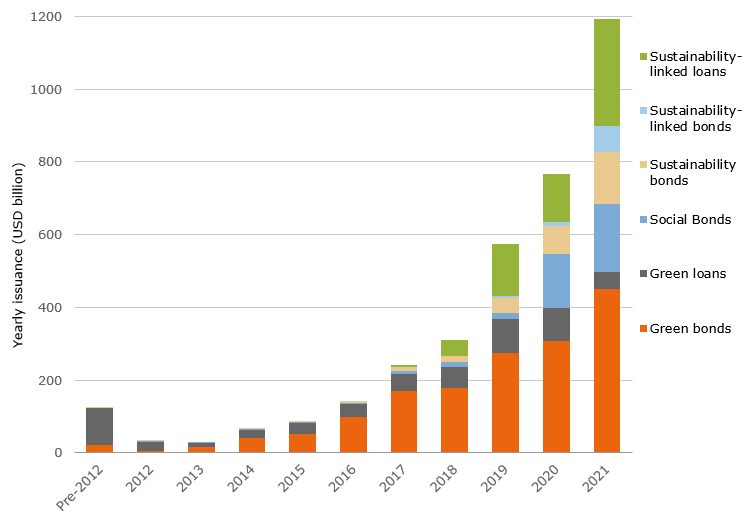 1200
1000
800
600
400
200
0
Yearly issuance (USD billion)
Pre-2012
2012
2013
2014
2015
2016
2017
2018
2019
2020
2021
Sustainability-
linked loans
Sustainability-
linked bonds
Sustainability
bonds
Social Bonds
Green loans
Green bonds